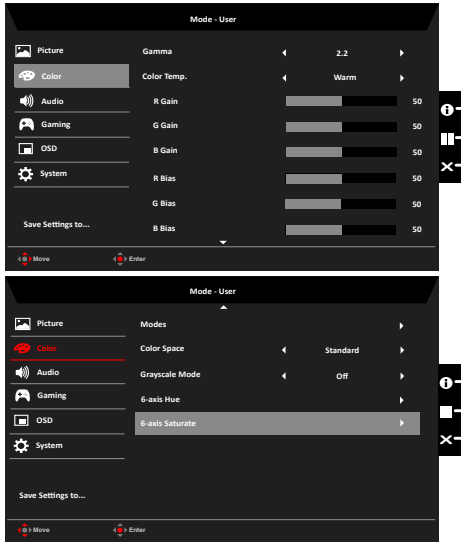 Mode - User
Picture Gamma 2.2
Color Color Temp. Warm
Audio R Gain 50
Gaming G Gain 50
OSD B Gain 50
System R Bias 50
G Bias 50
Save Settings to... B Bias 50
Move Enter
Mode - User
Picture Modes
Color Color Space Standard
Audio Grayscale Mode Off
Gaming 6-axis Hue
OSD 6-axis Saturate
System
Save Settings to...
Move Enter